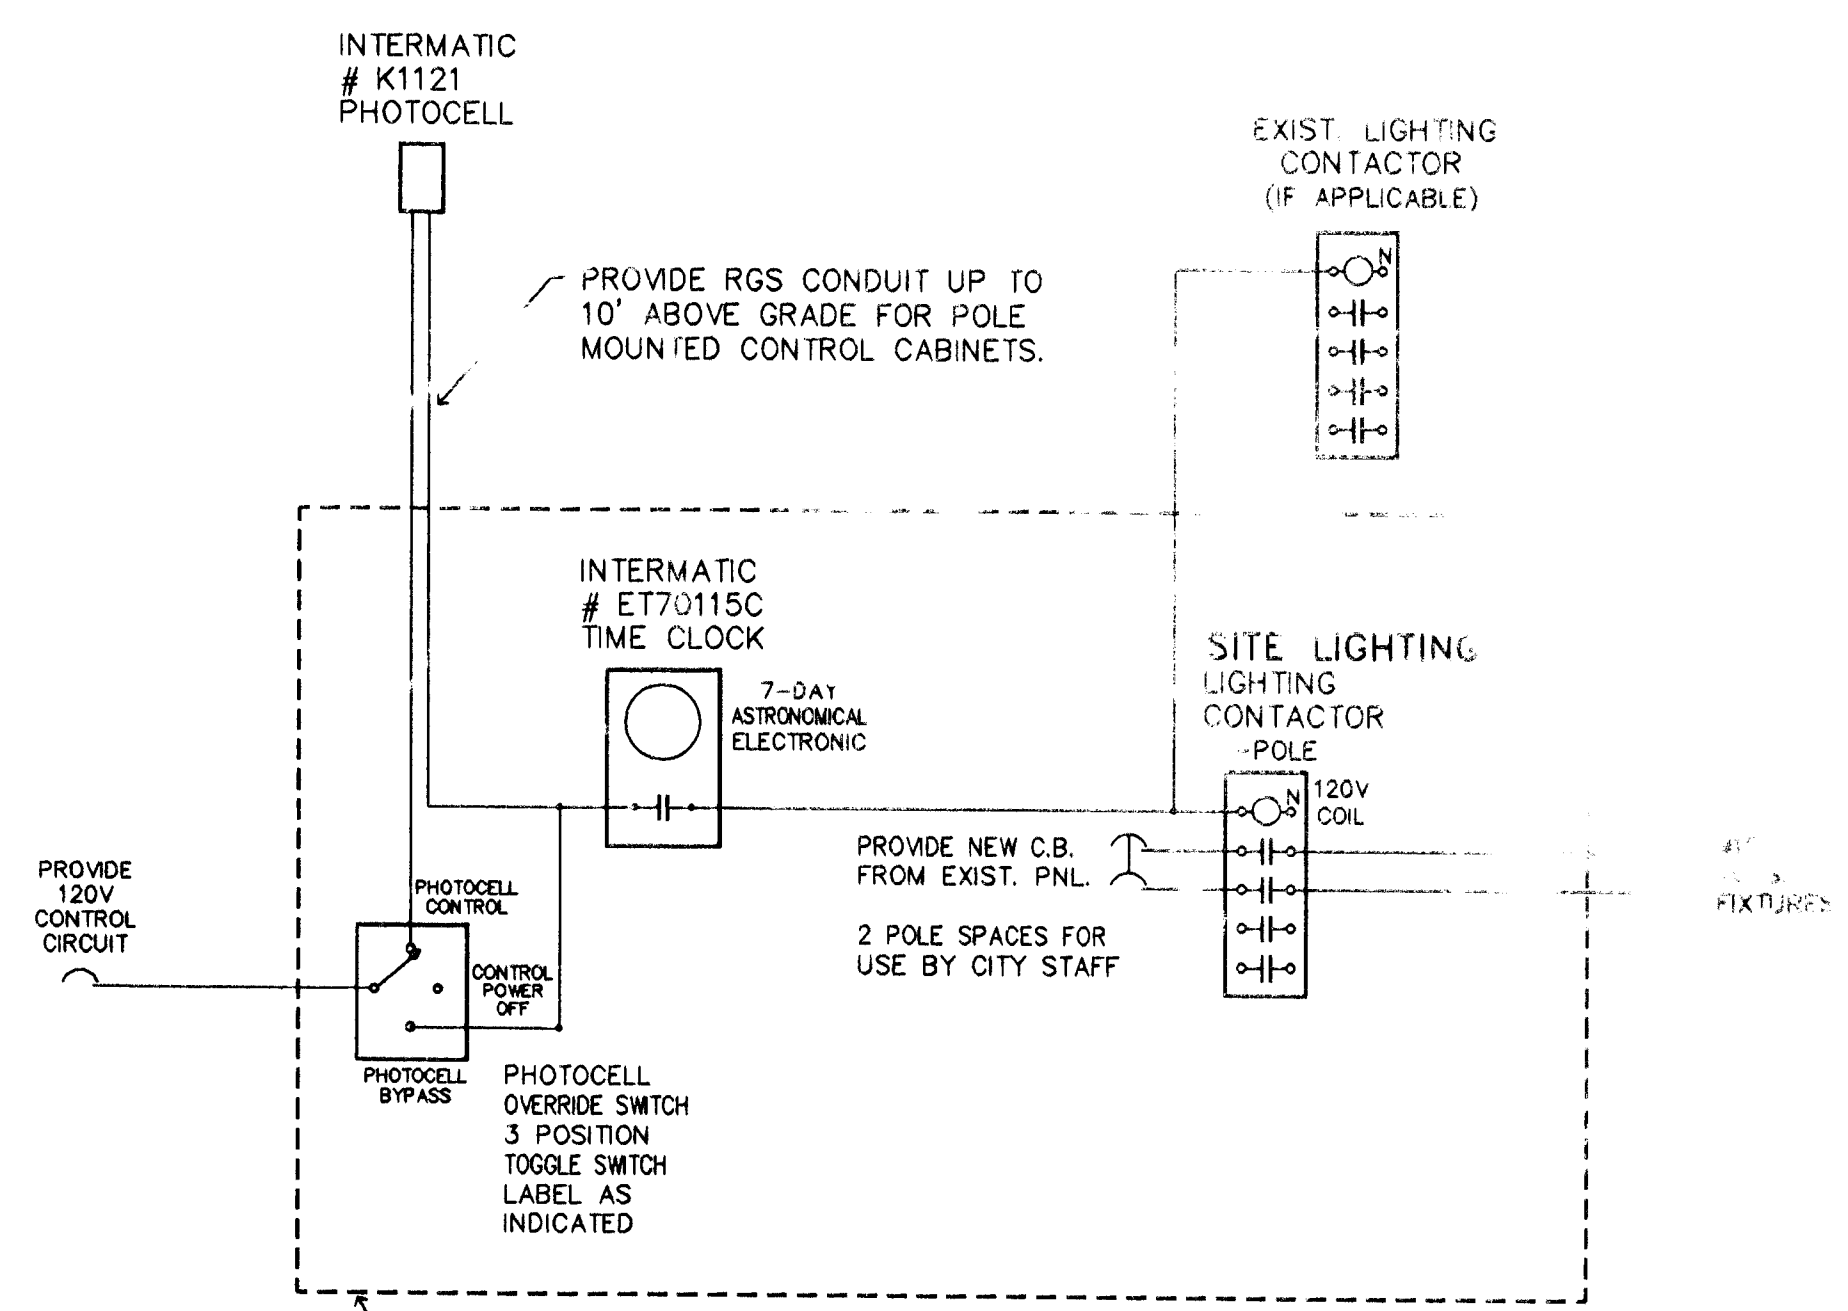 INTERMATIC
# K1121
PHOTOCELL
EXIST. LIGHTING
CONTACTOR
(IF APPLICABLE)
N
PROVIDE RGS CONDUIT UP TO
10' ABOVE GRADE FOR POLE
MOUNTED CONTROL CABINETS.
INTERMATIC
# ET70115C
TIME CLOCK
7-DAY
ASTRONOMICAL
ELECTRONIC
SITE LIGHTING
LIGHTING
CONTACTOR
-POLE
N
120V
COIL
PROVIDE NEW C.B.
FROM EXIST. PNL.
2 POLE SPACES FOR
USE BY CITY STAFF
FIXTURES
PROVIDE
120V
CONTROL
CIRCUIT
PHOTOCELL
CONTROL
CONTROL
POWER
OFF
PHOTOCELL
BYPASS
PHOTOCELL
OVERRIDE SWITCH
3 POSITION
TOGGLE SWITCH
LABEL AS
INDICATED